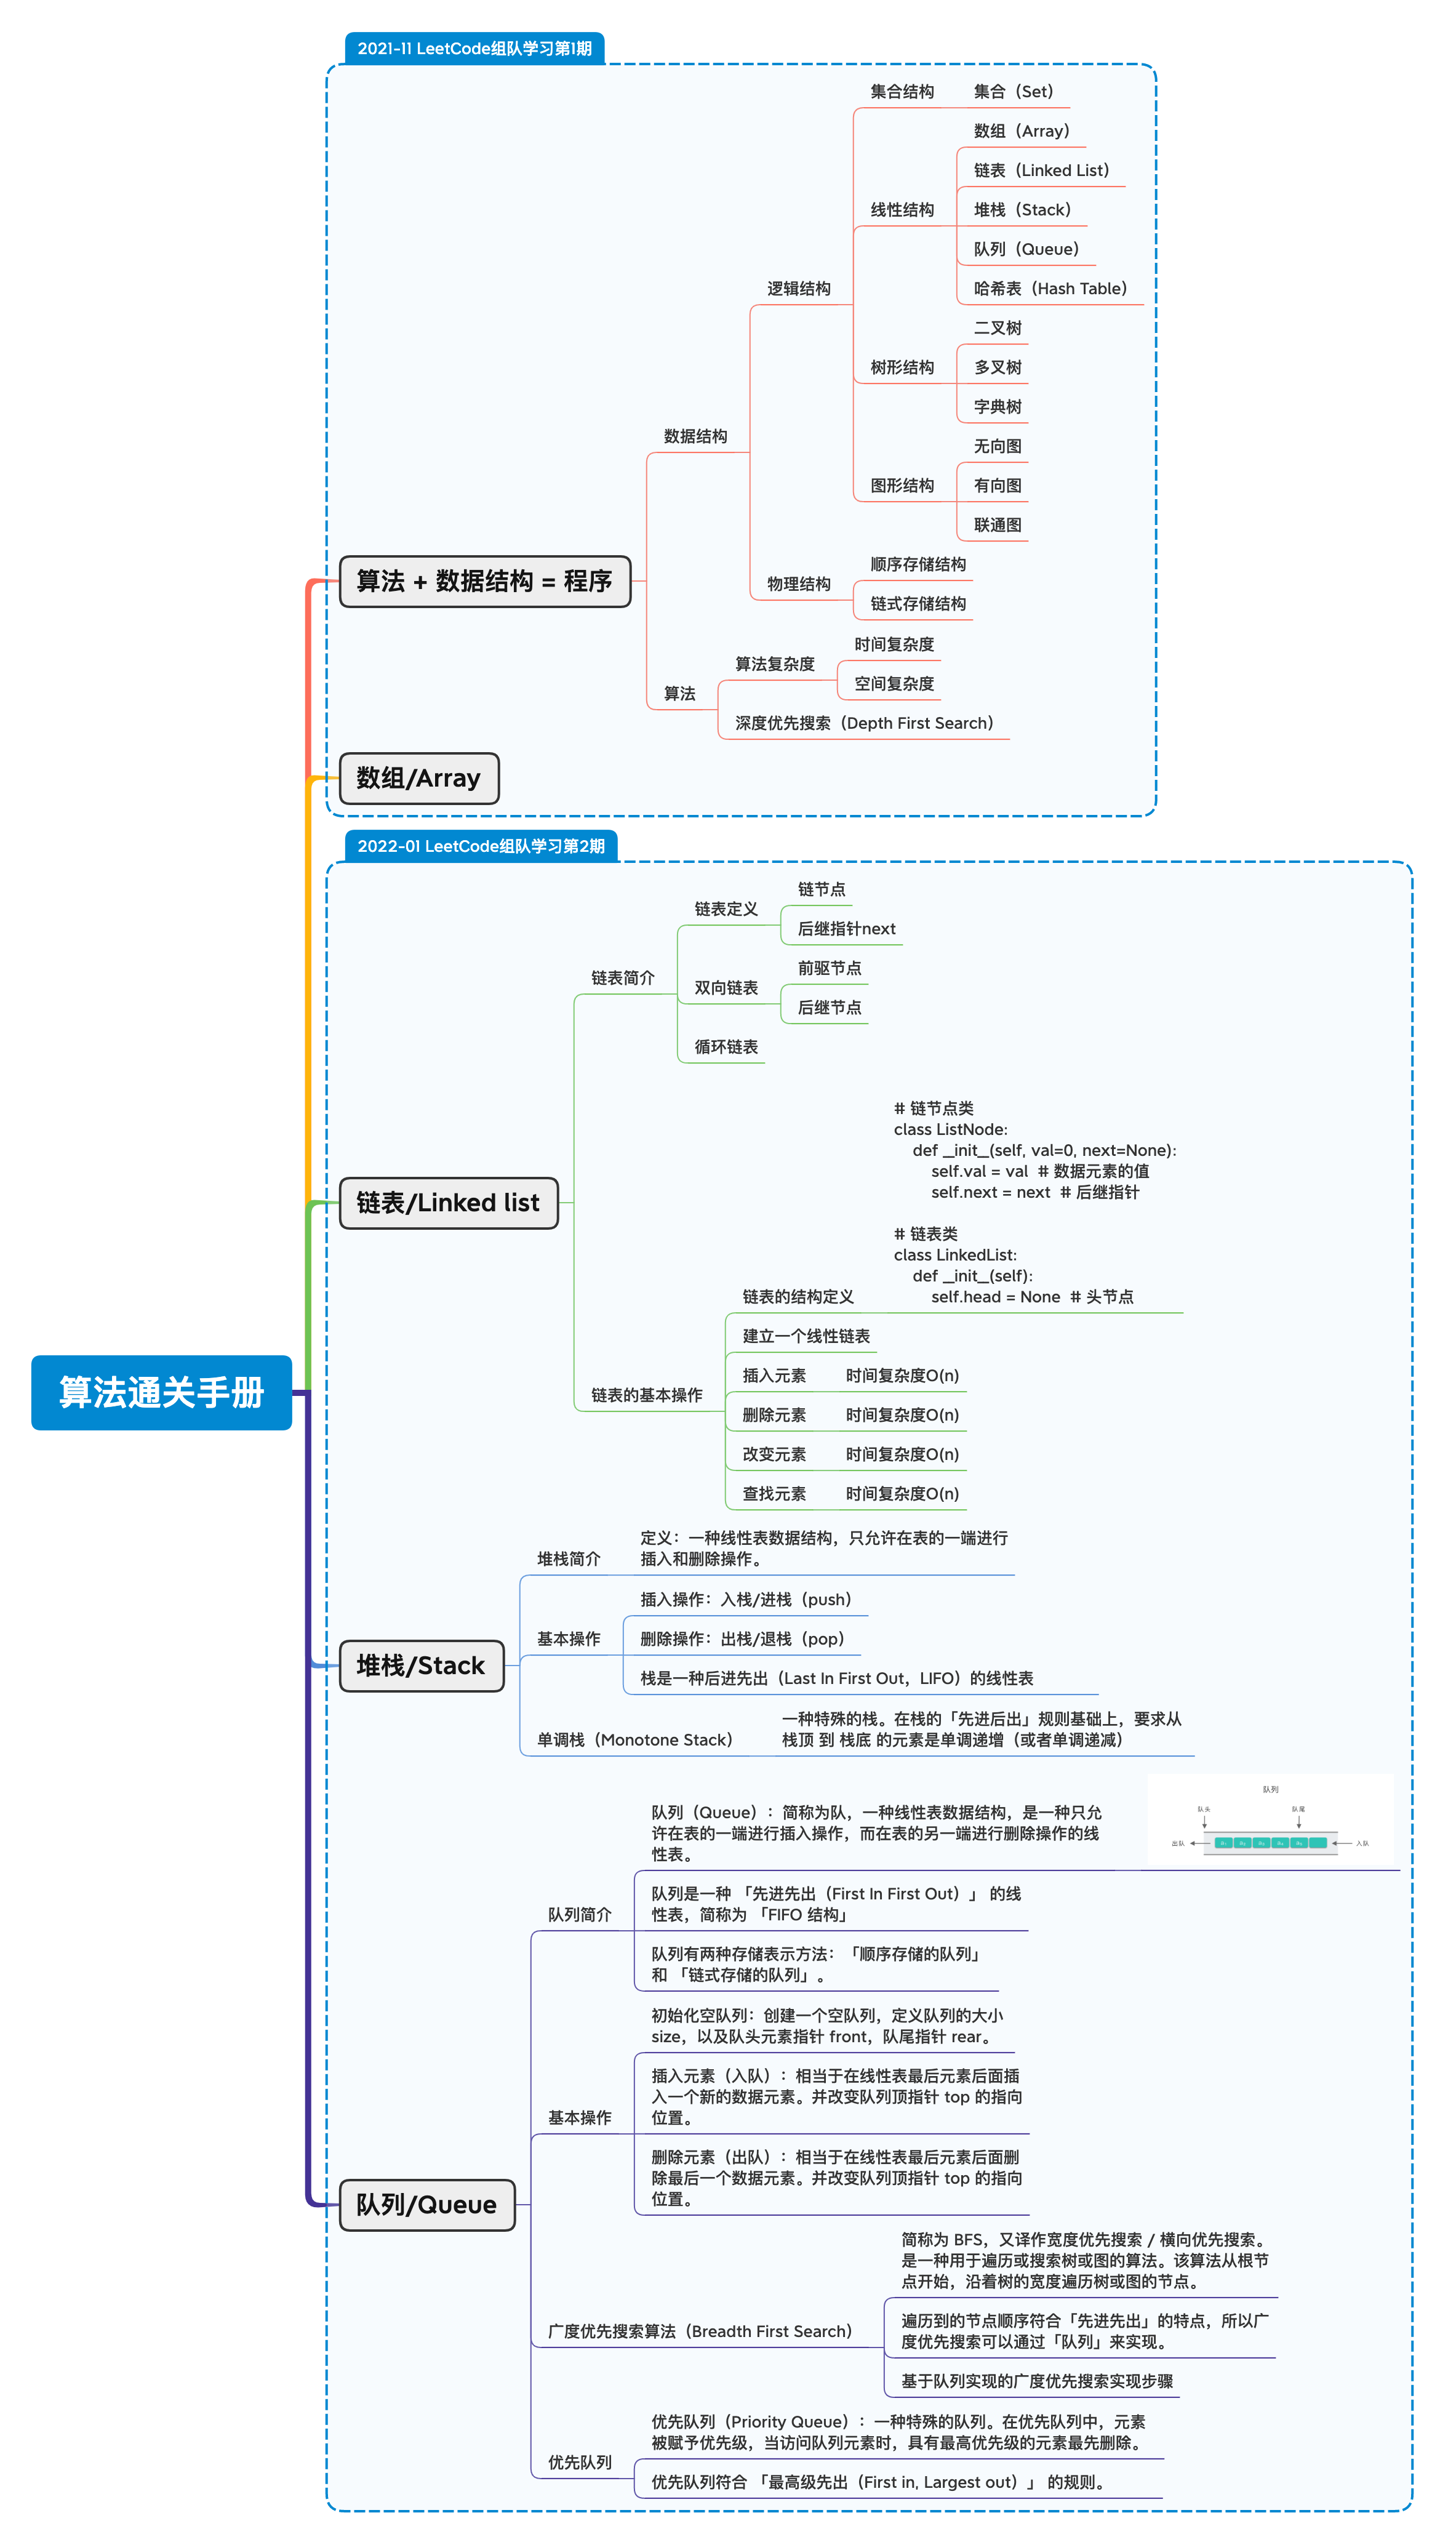 2021-11 LeetCode组队学习第1期
集合结构
集合（Set）
数组（Array）
链表（Linked List）
线性结构
堆栈（Stack）
队列（Queue）
逻辑结构
哈希表（Hash Table）
二叉树
树形结构
多叉树
字典树
数据结构
无向图
图形结构
有向图
联通图
算法 + 数据结构 = 程序
顺序存储结构
物理结构
链式存储结构
时间复杂度
算法复杂度
空间复杂度
算法
深度优先搜索（Depth First Search）
数组/Array
2022-01 LeetCode组队学习第2期
链节点
链表定义
后继指针next
链表简介
前驱节点
双向链表
后继节点
循环链表
# 链节点类
class ListNode:
def __init__(self, val=0, next=None):
self.val = val # 数据元素的值
self.next = next # 后继指针
链表/Linked list
# 链表类
class LinkedList:
def __init__(self):
self.head = None # 头节点
链表的结构定义
建立一个线性链表
算法通关手册
插入元素 时间复杂度O(n)
链表的基本操作
删除元素 时间复杂度O(n)
改变元素 时间复杂度O(n)
查找元素 时间复杂度O(n)
堆栈简介
定义：一种线性表数据结构，只允许在表的一端进行
插入和删除操作。
插入操作：入栈/进栈（push）
基本操作
删除操作：出栈/退栈（pop）
堆栈/Stack
栈是一种后进先出（Last In First Out，LIFO）的线性表
单调栈（Monotone Stack）
一种特殊的栈。在栈的「先进后出」规则基础上，要求从
栈顶 到 栈底 的元素是单调递增（或者单调递减）
队列（Queue）：简称为队，一种线性表数据结构，是一种只允
许在表的一端进行插入操作，而在表的另一端进行删除操作的线
性表。
队列
队头
队尾
出队
入队
队列简介
队列是一种 「先进先出（First In First Out）」 的线
性表，简称为 「FIFO 结构」
队列有两种存储表示方法：「顺序存储的队列」
和 「链式存储的队列」。
初始化空队列：创建一个空队列，定义队列的大小
size，以及队头元素指针 front，队尾指针 rear。
基本操作
插入元素（入队）：相当于在线性表最后元素后面插
入一个新的数据元素。并改变队列顶指针 top 的指向
位置。
删除元素（出队）：相当于在线性表最后元素后面删
除最后一个数据元素。并改变队列顶指针 top 的指向
位置。
队列/Queue
广度优先搜索算法（Breadth First Search）
简称为 BFS，又译作宽度优先搜索 / 横向优先搜索。
是一种用于遍历或搜索树或图的算法。该算法从根节
点开始，沿着树的宽度遍历树或图的节点。
遍历到的节点顺序符合「先进先出」的特点，所以广
度优先搜索可以通过「队列」来实现。
基于队列实现的广度优先搜索实现步骤
优先队列
优先队列（Priority Queue）：一种特殊的队列。在优先队列中，元素
被赋予优先级，当访问队列元素时，具有最高优先级的元素最先删除。
优先队列符合 「最高级先出（First in, Largest out）」 的规则。